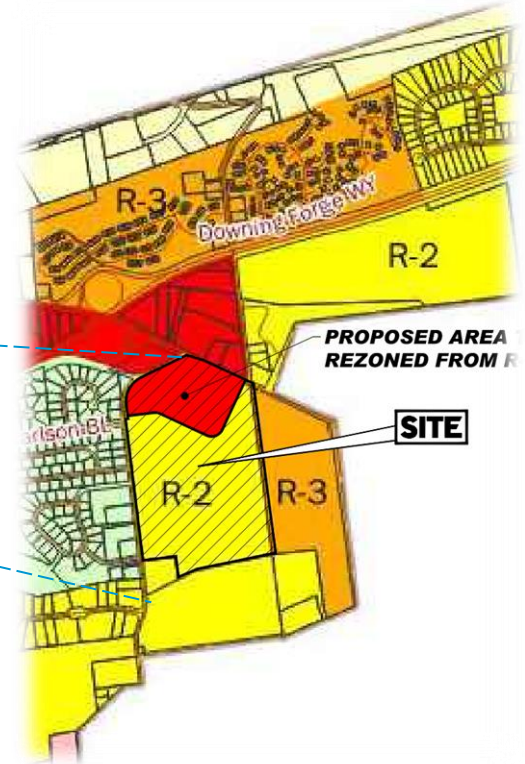 R-3
Downing Forge WY
R-2
PROPOSED AREA
REZONED FROM R
SITE
R-2
R-3